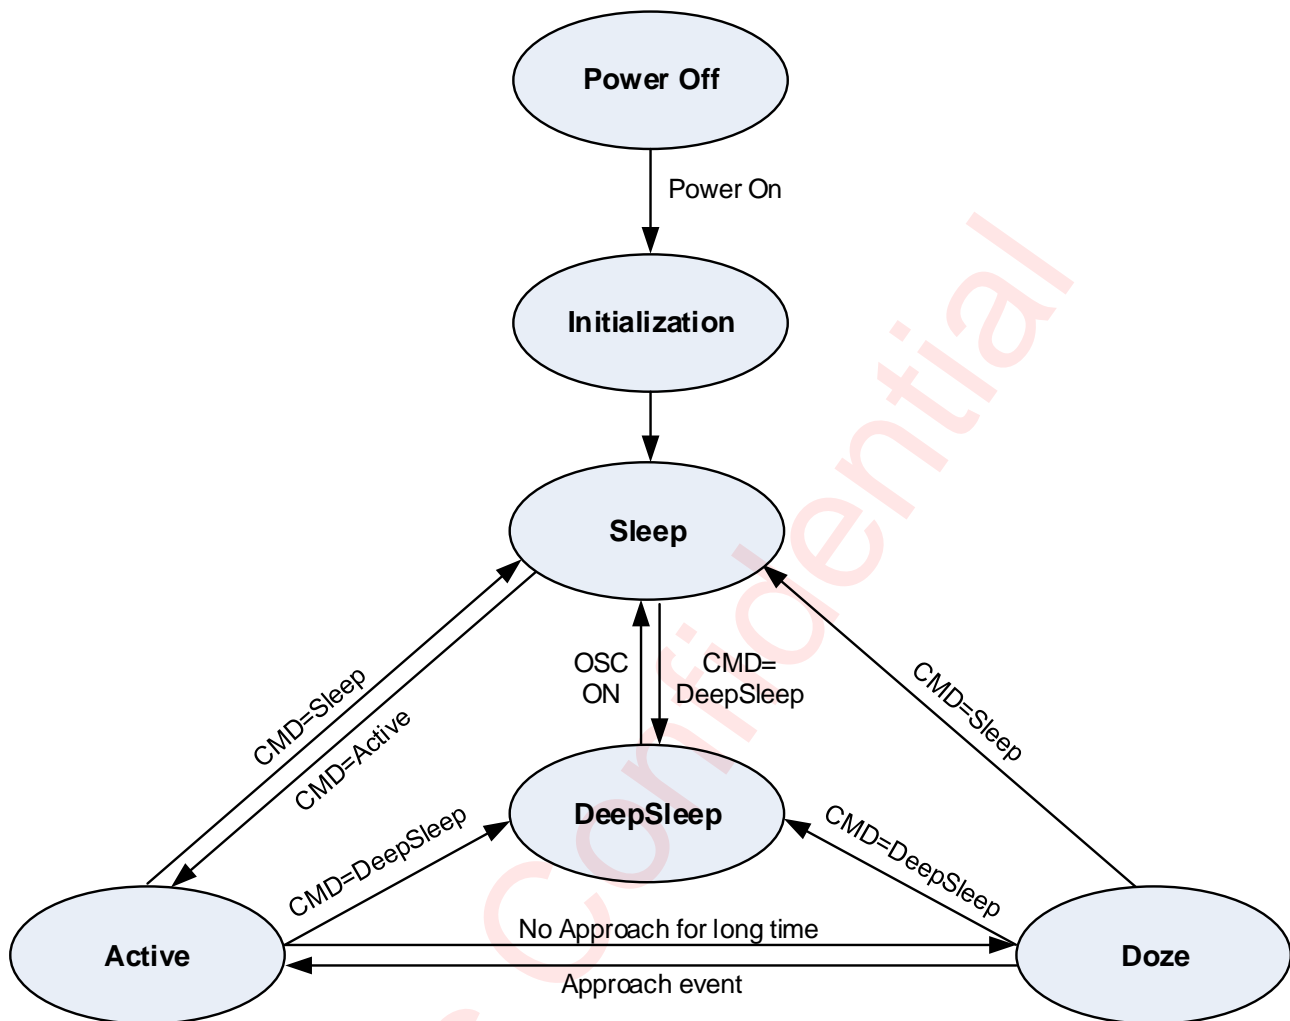 Power Off
Power On
Initialization
Sleep
OSC
ON
CMD=
DeepSleep
CMD=Sleep
CMD=Active
CMD=Sleep
DeepSleep
CMD=DeepSleep
CMD=DeepSleep
No Approach for long time
Active
Doze
Approach event
Confidential